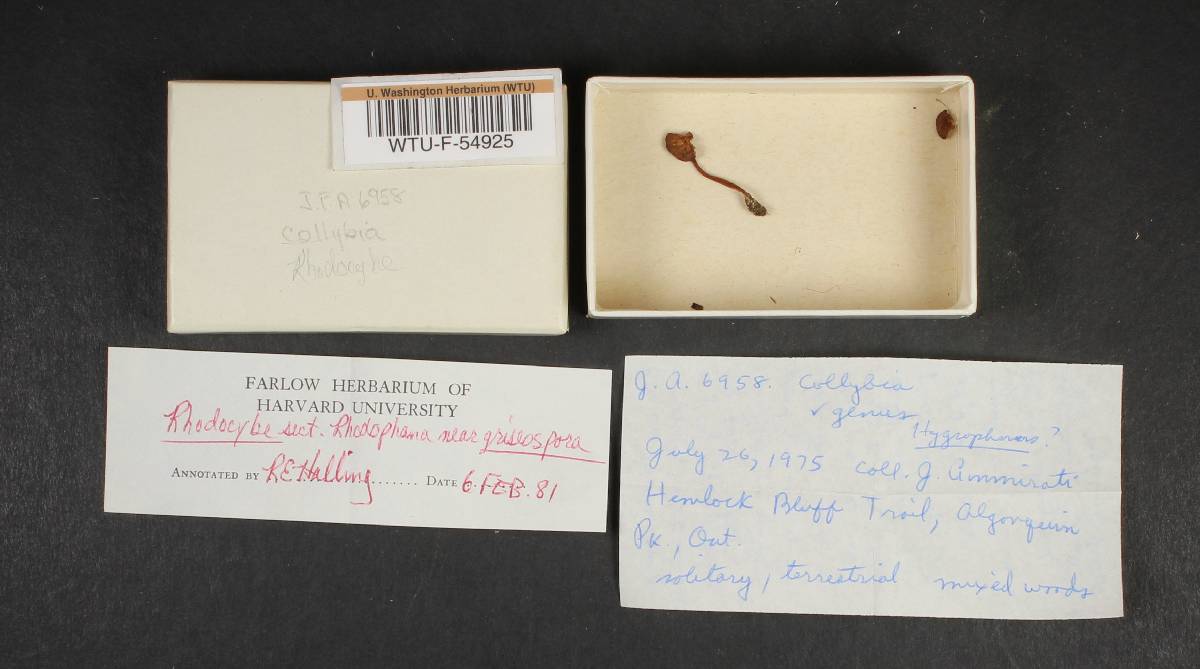 U. Washington Herbarium (WTU)
WTU-F-54925
J.F.A. 6958
Collybia
Rhodocybe
FARLOW HERBARIUM OF
HARVARD UNIVERSITY
Rhodocybe sect. Rhodophana near griseospora
ANNOTATED BY R.E. Halling....... DATE 6. FEB. 81
J. A. 6958. Collybia
✓ genus
Hygrophorus?
July 26, 1975 coll. J. Ammirati
Hemlock Bluff Trail, Algonquin
Pk., Ont.
solitary, terrestrial mixed woods